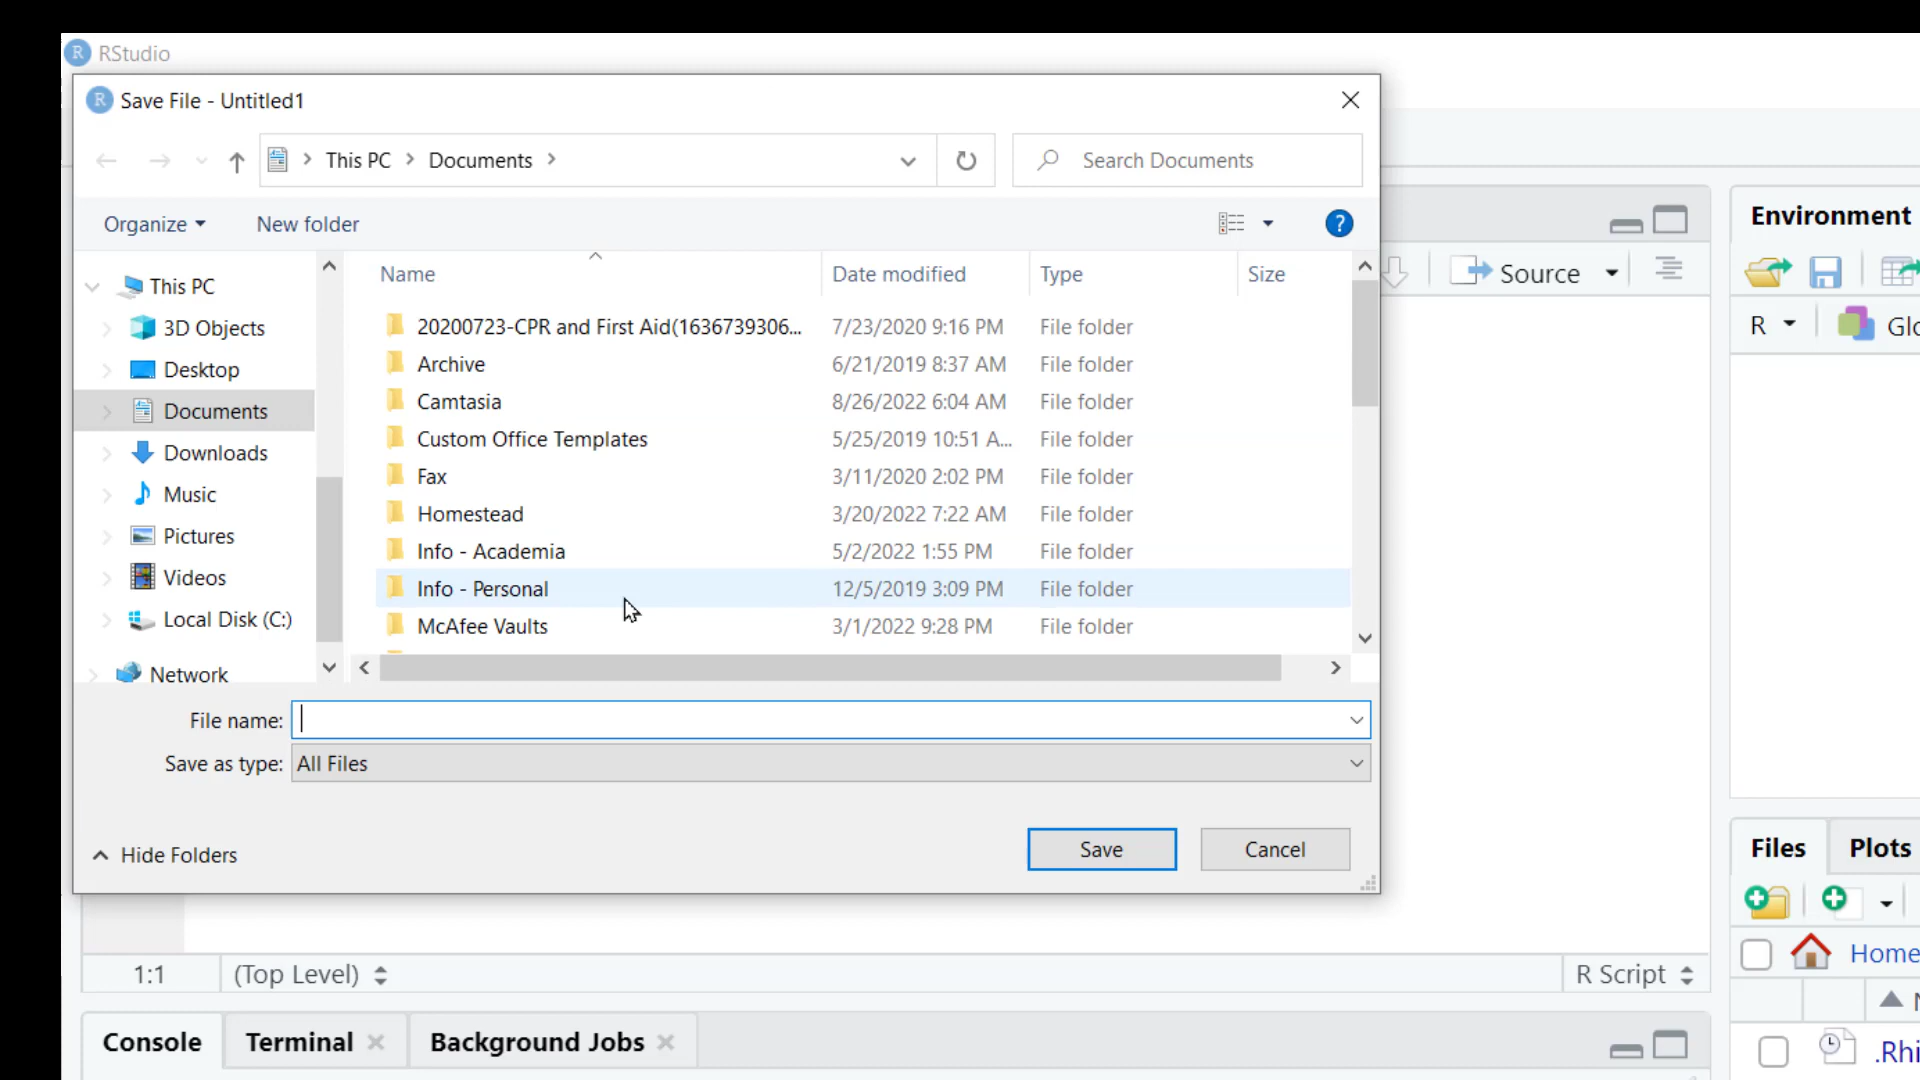 RStudio
Save File - Untitled1
This PC
Documents
Search Documents
Organize
New folder
Environment
Source
R
Name
Date modified
Type
Size
This PC
3D Objects
Desktop
Documents
Downloads
Music
Pictures
Videos
Local Disk (C:)
Network
20200723-CPR and First Aid(1636739306... 7/23/2020 9:16 PM File folder
Archive 6/21/2019 8:37 AM File folder
Camtasia 8/26/2022 6:04 AM File folder
Custom Office Templates 5/25/2019 10:51 A... File folder
Fax 3/11/2020 2:02 PM File folder
Homestead 3/20/2022 7:22 AM File folder
Info - Academia 5/2/2022 1:55 PM File folder
Info - Personal 12/5/2019 3:09 PM File folder
McAfee Vaults 3/1/2022 9:28 PM File folder
File name:
Save as type: All Files
Hide Folders
Save
Cancel
Files
Plots
Home
1:1
(Top Level)
R Script
Console
Terminal
Background Jobs